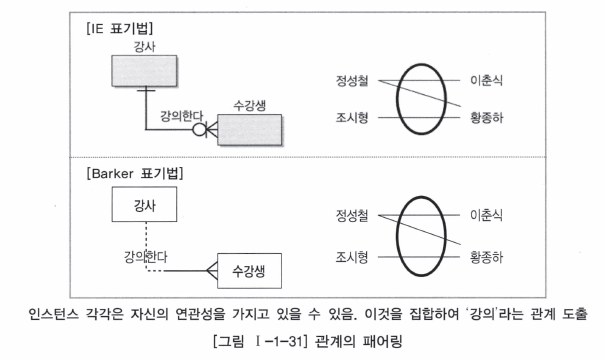 [IE 표기법]
강사
강의한다
수강생
정성철
이춘식
조시형
황종하
[Barker 표기법]
강사
강의한다
수강생
정성철
이춘식
조시형
황종하
인스턴스 각각은 자신의 연관성을 가지고 있을 수 있음. 이것을 집합하여 '강의'라는 관계 도출
[그림 Ⅰ-1-31] 관계의 패어링